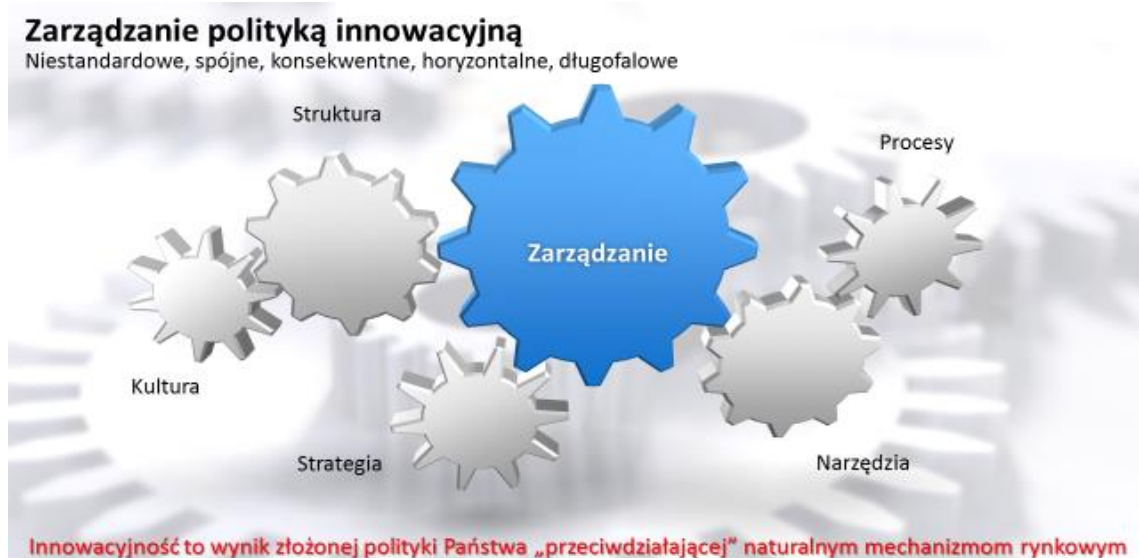 Zarządzanie polityką innowacyjną
Niestandardowe, spójne, konsekwentne, horyzontalne, długofalowe
Struktura
Procesy
Zarządzanie
Kultura
Strategia
Narzędzia
Innowacyjność to wynik złożonej polityki Państwa „przeciwdziałającej” naturalnym mechanizmom rynkowym